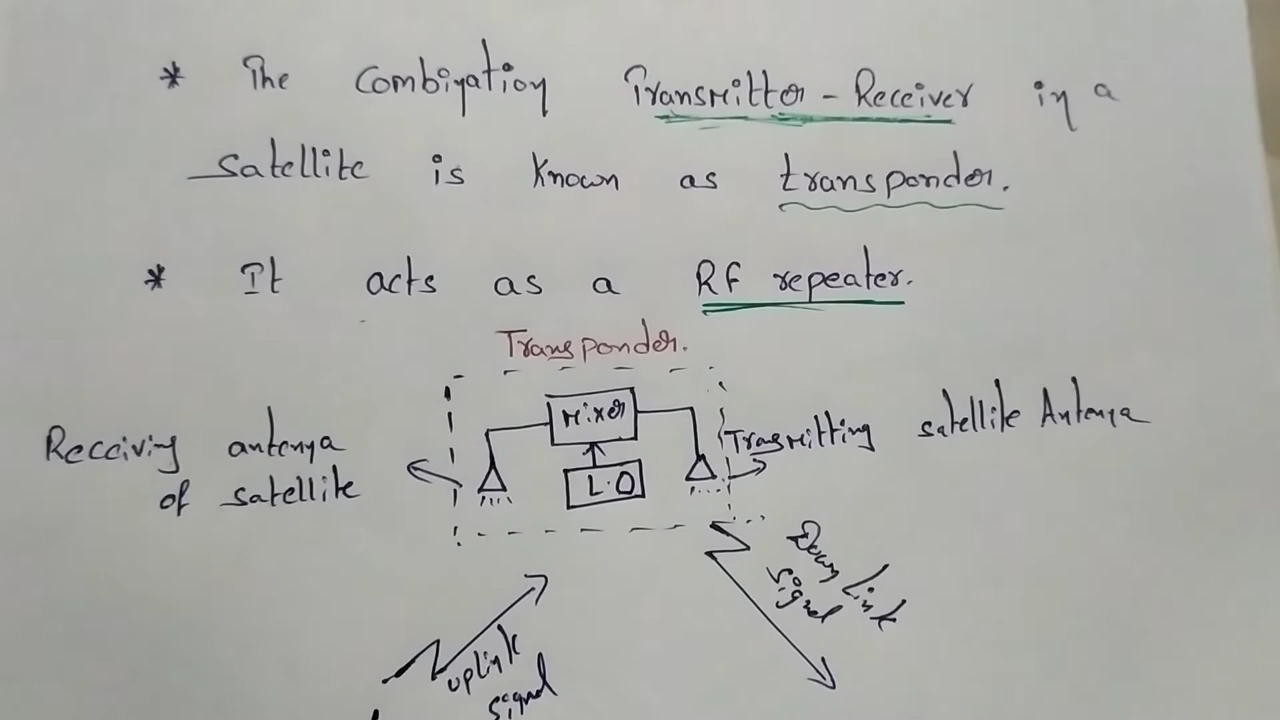 * The Combination Transmitter - Receiver in a
satellite is known as transponder.
* It acts as a RF repeater.
Transponder.
Mixer
L.O
Receiving antenna
of satellite
Trasmitting satellite Antenna
Down link
signal
uplink
signal